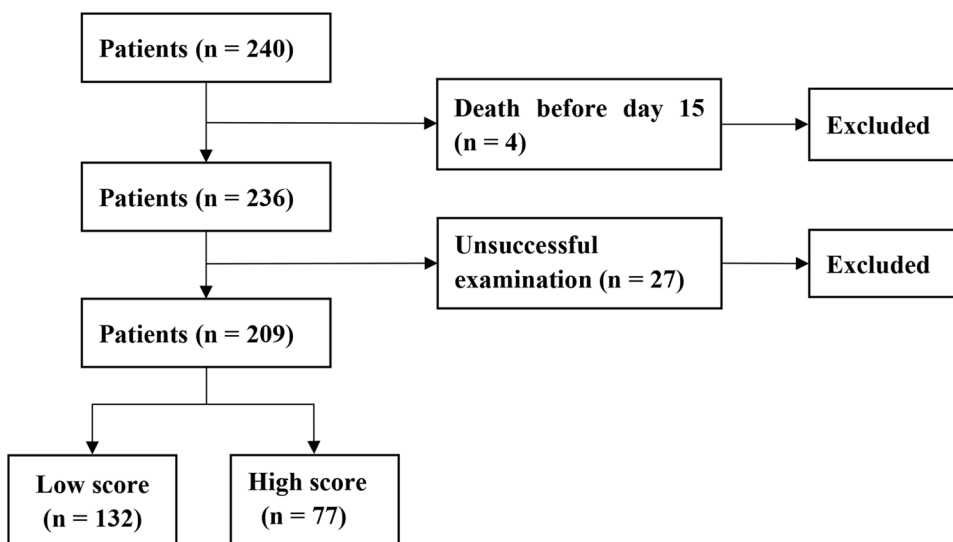 Patients (n = 240)
Death before day 15
(n = 4)
Excluded
Patients (n = 236)
Unsuccessful
examination (n = 27)
Excluded
Patients (n = 209)
Low score
(n = 132)
High score
(n = 77)